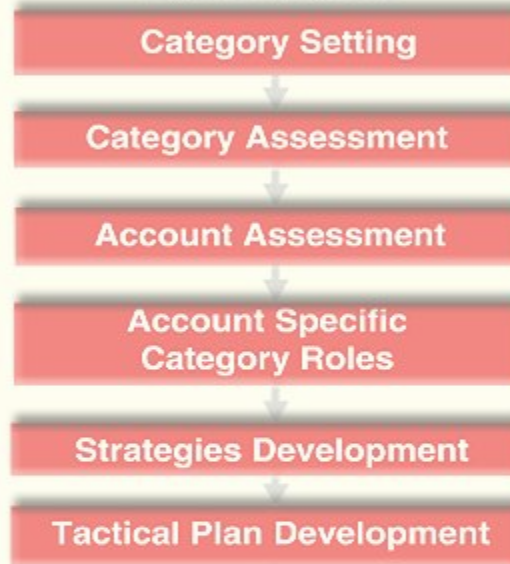 Category Setting
Category Assessment
Account Assessment
Account Specific
Category Roles
Strategies Development
Tactical Plan Development